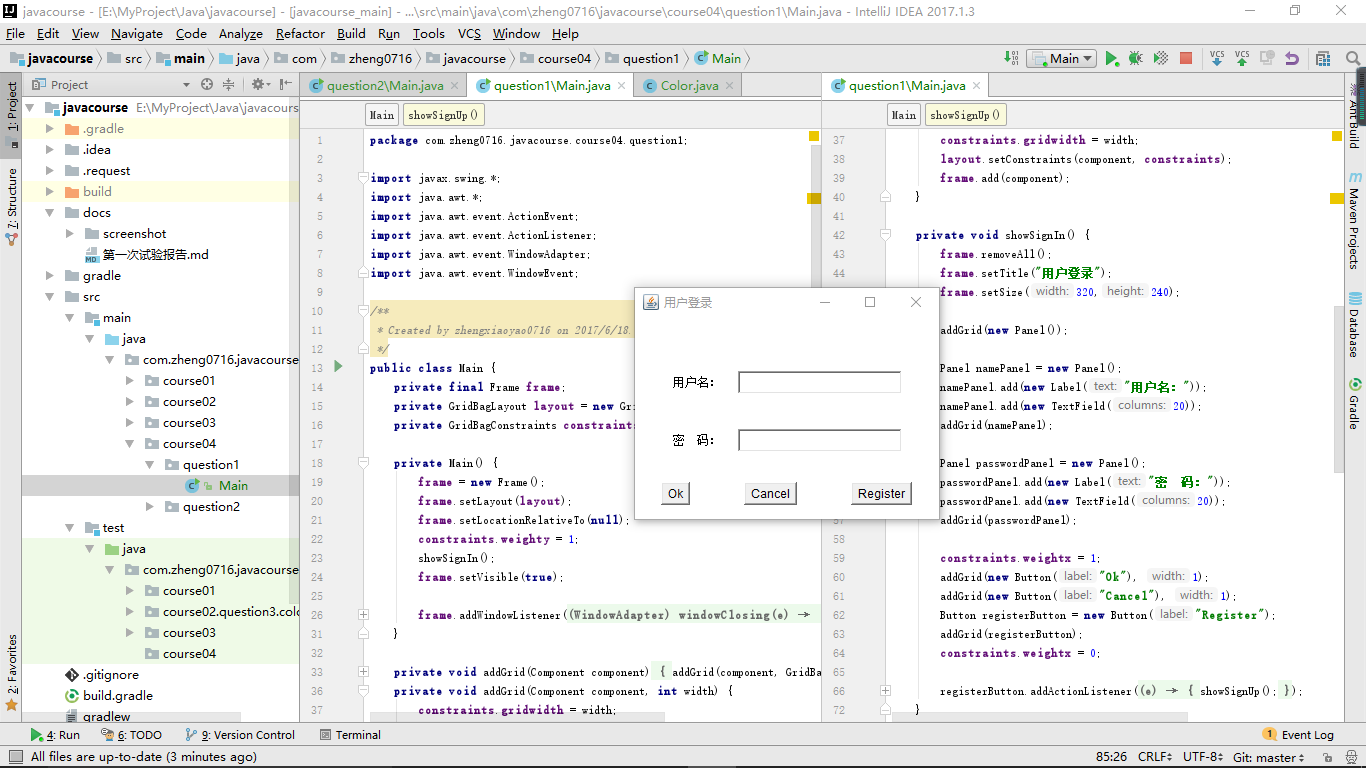 javacourse - [E:\MyProject\Java\javacourse] - [javacourse_main] - ...\src\main\java\com\zheng0716\javacourse\course04\question1\Main.java - IntelliJ IDEA 2017.1.3
File Edit View Navigate Code Analyze Refactor Build Run Tools VCS Window Help
javacourse src main java com zheng0716 javacourse course04 question1 Main
Main
VCS VCS
1: Project
7: Structure
2: Favorites
Project
javacourse E:\MyProject\Java\javacours
.gradle
.idea
.request
build
docs
screenshot
第一次试验报告.md
gradle
src
main
java
com.zheng0716.javacourse
course01
course02
course03
course04
question1
Main
question2
test
java
com.zheng0716.javacourse
course01
course02.question3.colo
course03
course04
.gitignore
build.gradle
gradlew
question2\Main.java question1\Main.java Color.java
Main showSignUp()
1 package com.zheng0716.javacourse.course04.question1;
2
3 import javax.swing.*;
4 import java.awt.*;
5 import java.awt.event.ActionEvent;
6 import java.awt.event.ActionListener;
7 import java.awt.event.WindowAdapter;
8 import java.awt.event.WindowEvent;
9
10 /**
11 * Created by zhengxiaoyao0716 on 2017/6/18.
12 */
13 public class Main {
14 private final Frame frame;
15 private GridBagLayout layout = new Gri
16 private GridBagConstraints constraints
17
18 private Main() {
19 frame = new Frame();
20 frame.setLayout(layout);
21 frame.setLocationRelativeTo(null);
22 constraints.weighty = 1;
23 showSignIn();
24 frame.setVisible(true);
25
26 frame.addWindowListener((WindowAdapter) windowClosing(e) →
31 }
32
33 private void addGrid(Component component) { addGrid(component, GridBa
36 private void addGrid(Component component, int width) {
37 constraints.gridwidth = width;
question1\Main.java
Main showSignUp()
37 constraints.gridwidth = width;
38 layout.setConstraints(component, constraints);
39 frame.add(component);
40 }
41
42 private void showSignIn() {
43 frame.removeAll();
44 frame.setTitle("用户登录");
frame.setSize( width: 320, height: 240);
addGrid(new Panel());
Panel namePanel = new Panel();
namePanel.add(new Label( text: "用户名: "));
namePanel.add(new TextField( columns: 20));
addGrid(namePanel);
Panel passwordPanel = new Panel();
passwordPanel.add(new Label( text: "密 码: "));
passwordPanel.add(new TextField( columns: 20));
57 addGrid(passwordPanel);
58
59 constraints.weightx = 1;
60 addGrid(new Button( label: "Ok"), width: 1);
61 addGrid(new Button( label: "Cancel"), width: 1);
62 Button registerButton = new Button( label: "Register");
63 addGrid(registerButton);
64 constraints.weightx = 0;
65
66 registerButton.addActionListener((e) → { showSignUp(); });
72 }
用户登录
用户名:
密 码:
Ok Cancel Register
Ant Build
Maven Projects
Database
Gradle
4: Run 6: TODO 9: Version Control Terminal 1 Event Log
All files are up-to-date (3 minutes ago) 85:26 CRLF UTF-8 Git: master